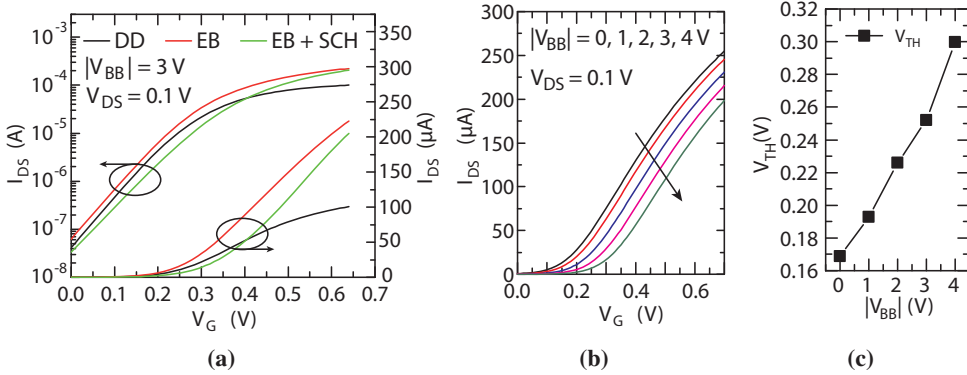 10⁻³
10⁻⁴
10⁻⁵
10⁻⁶
10⁻⁷
10⁻⁸
I_DS (A)
DD EB EB + SCH
|V_BB| = 3 V
V_DS = 0.1 V
350
300
250
200
150
100
50
0
I_DS (µA)
0.0 0.1 0.2 0.3 0.4 0.5 0.6 0.7
V_G (V)
(a)
300
250
200
150
100
50
0
I_DS (µA)
|V_BB| = 0, 1, 2, 3, 4 V
V_DS = 0.1 V
0.0 0.2 0.4 0.6
V_G (V)
(b)
0.32
0.30
0.28
0.26
0.24
0.22
0.20
0.18
0.16
V_TH (V)
V_TH
0 1 2 3 4
|V_BB| (V)
(c)